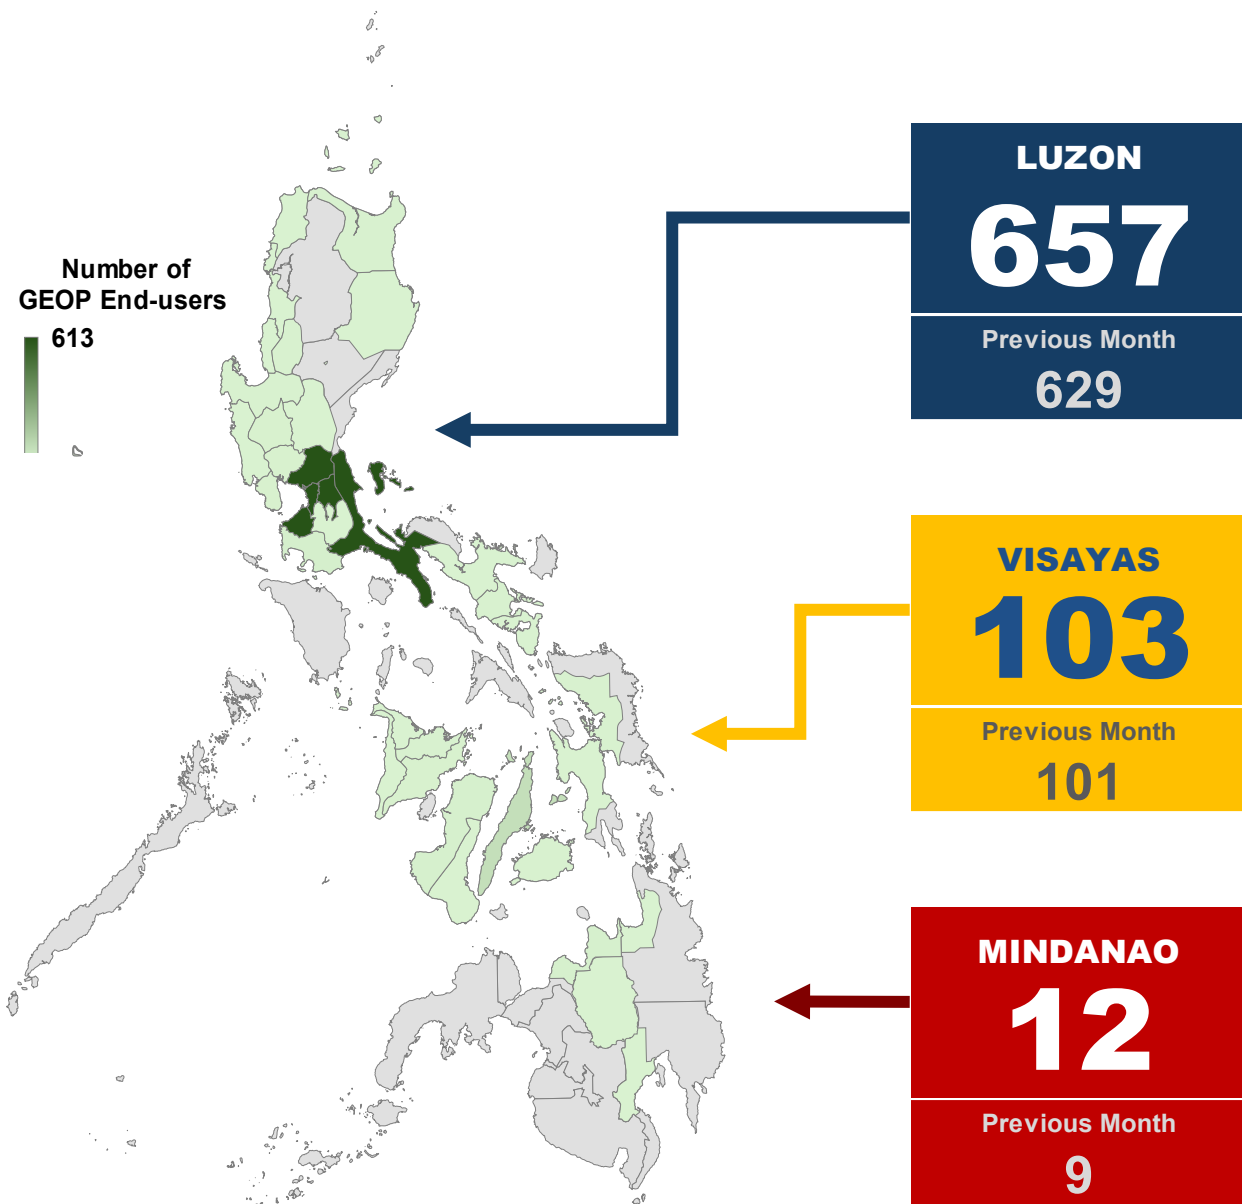 Number of
GEOP End-users
613
LUZON
657
Previous Month
629
VISAYAS
103
Previous Month
101
MINDANAO
12
Previous Month
9